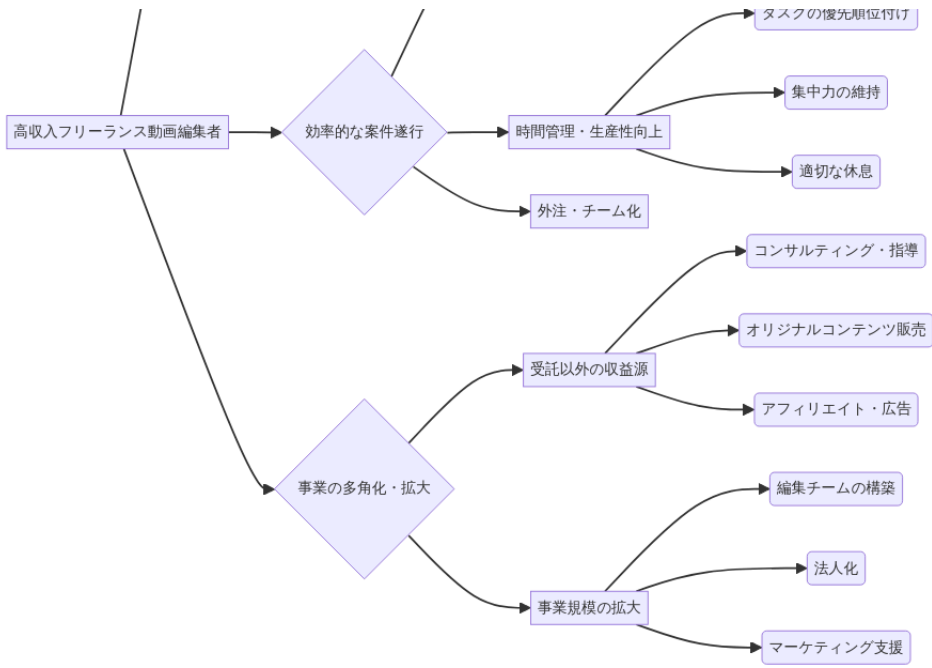 タスクの優先順位付け
集中力の維持
高収入フリーランス動画編集者
効率的な案件遂行
時間管理・生産性向上
適切な休息
外注・チーム化
コンサルティング・指導
オリジナルコンテンツ販売
受託以外の収益源
アフィリエイト・広告
事業の多角化・拡大
編集チームの構築
法人化
事業規模の拡大
マーケティング支援